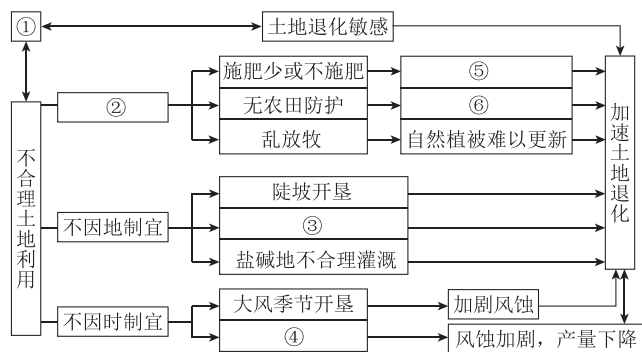 ①
土地退化敏感
不合理土地利用
②
施肥少或不施肥
⑤
无农田防护
⑥
乱放牧
自然植被难以更新
加速土地退化
不因地制宜
陡坡开垦
③
盐碱地不合理灌溉
不因时制宜
大风季节开垦
加剧风蚀
④
风蚀加剧，产量下降